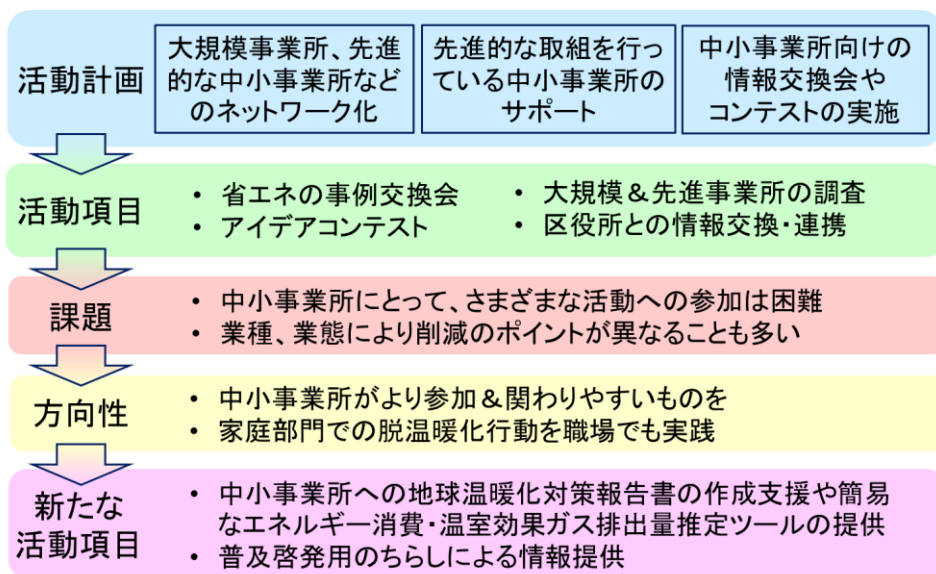 活動計画
大規模事業所、先進
的な中小事業所などの
ネットワーク化
先進的な取組を行っ
ている中小事業所の
サポート
中小事業所向けの
情報交換会や
コンテストの実施
活動項目
• 省エネの事例交換会
• アイデアコンテスト
• 大規模＆先進事業所の調査
• 区役所との情報交換・連携
課題
• 中小事業所にとって、さまざまな活動への参加は困難
• 業種、業態により削減のポイントが異なることも多い
方向性
• 中小事業所がより参加＆関わりやすいものを
• 家庭部門での脱温暖化行動を職場でも実践
新たな
活動項目
• 中小事業所への地球温暖化対策報告書の作成支援や簡易
なエネルギー消費・温室効果ガス排出量推定ツールの提供
• 普及啓発用のちらしによる情報提供